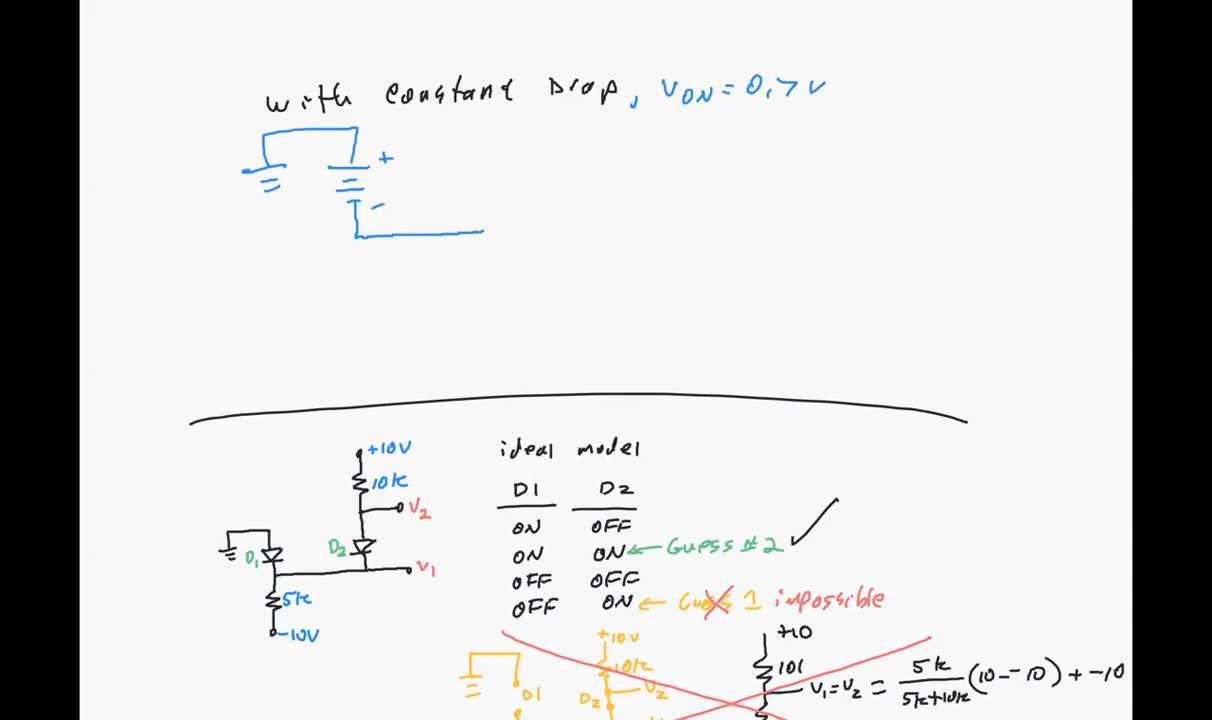 with constant Drop, VON = 0,7 V
+
-
+10V
10k
V2
D1
D2
V1
5k
-10V
ideal model
D1 D2
ON OFF
ON ON ← Guess #2 ✓
OFF OFF
OFF ON ← Guess 1 impossible
+10V
10k
D1
D2
V2
+10
10k
V1=V2 = 5k/(5k+10k) (10--10) + -10